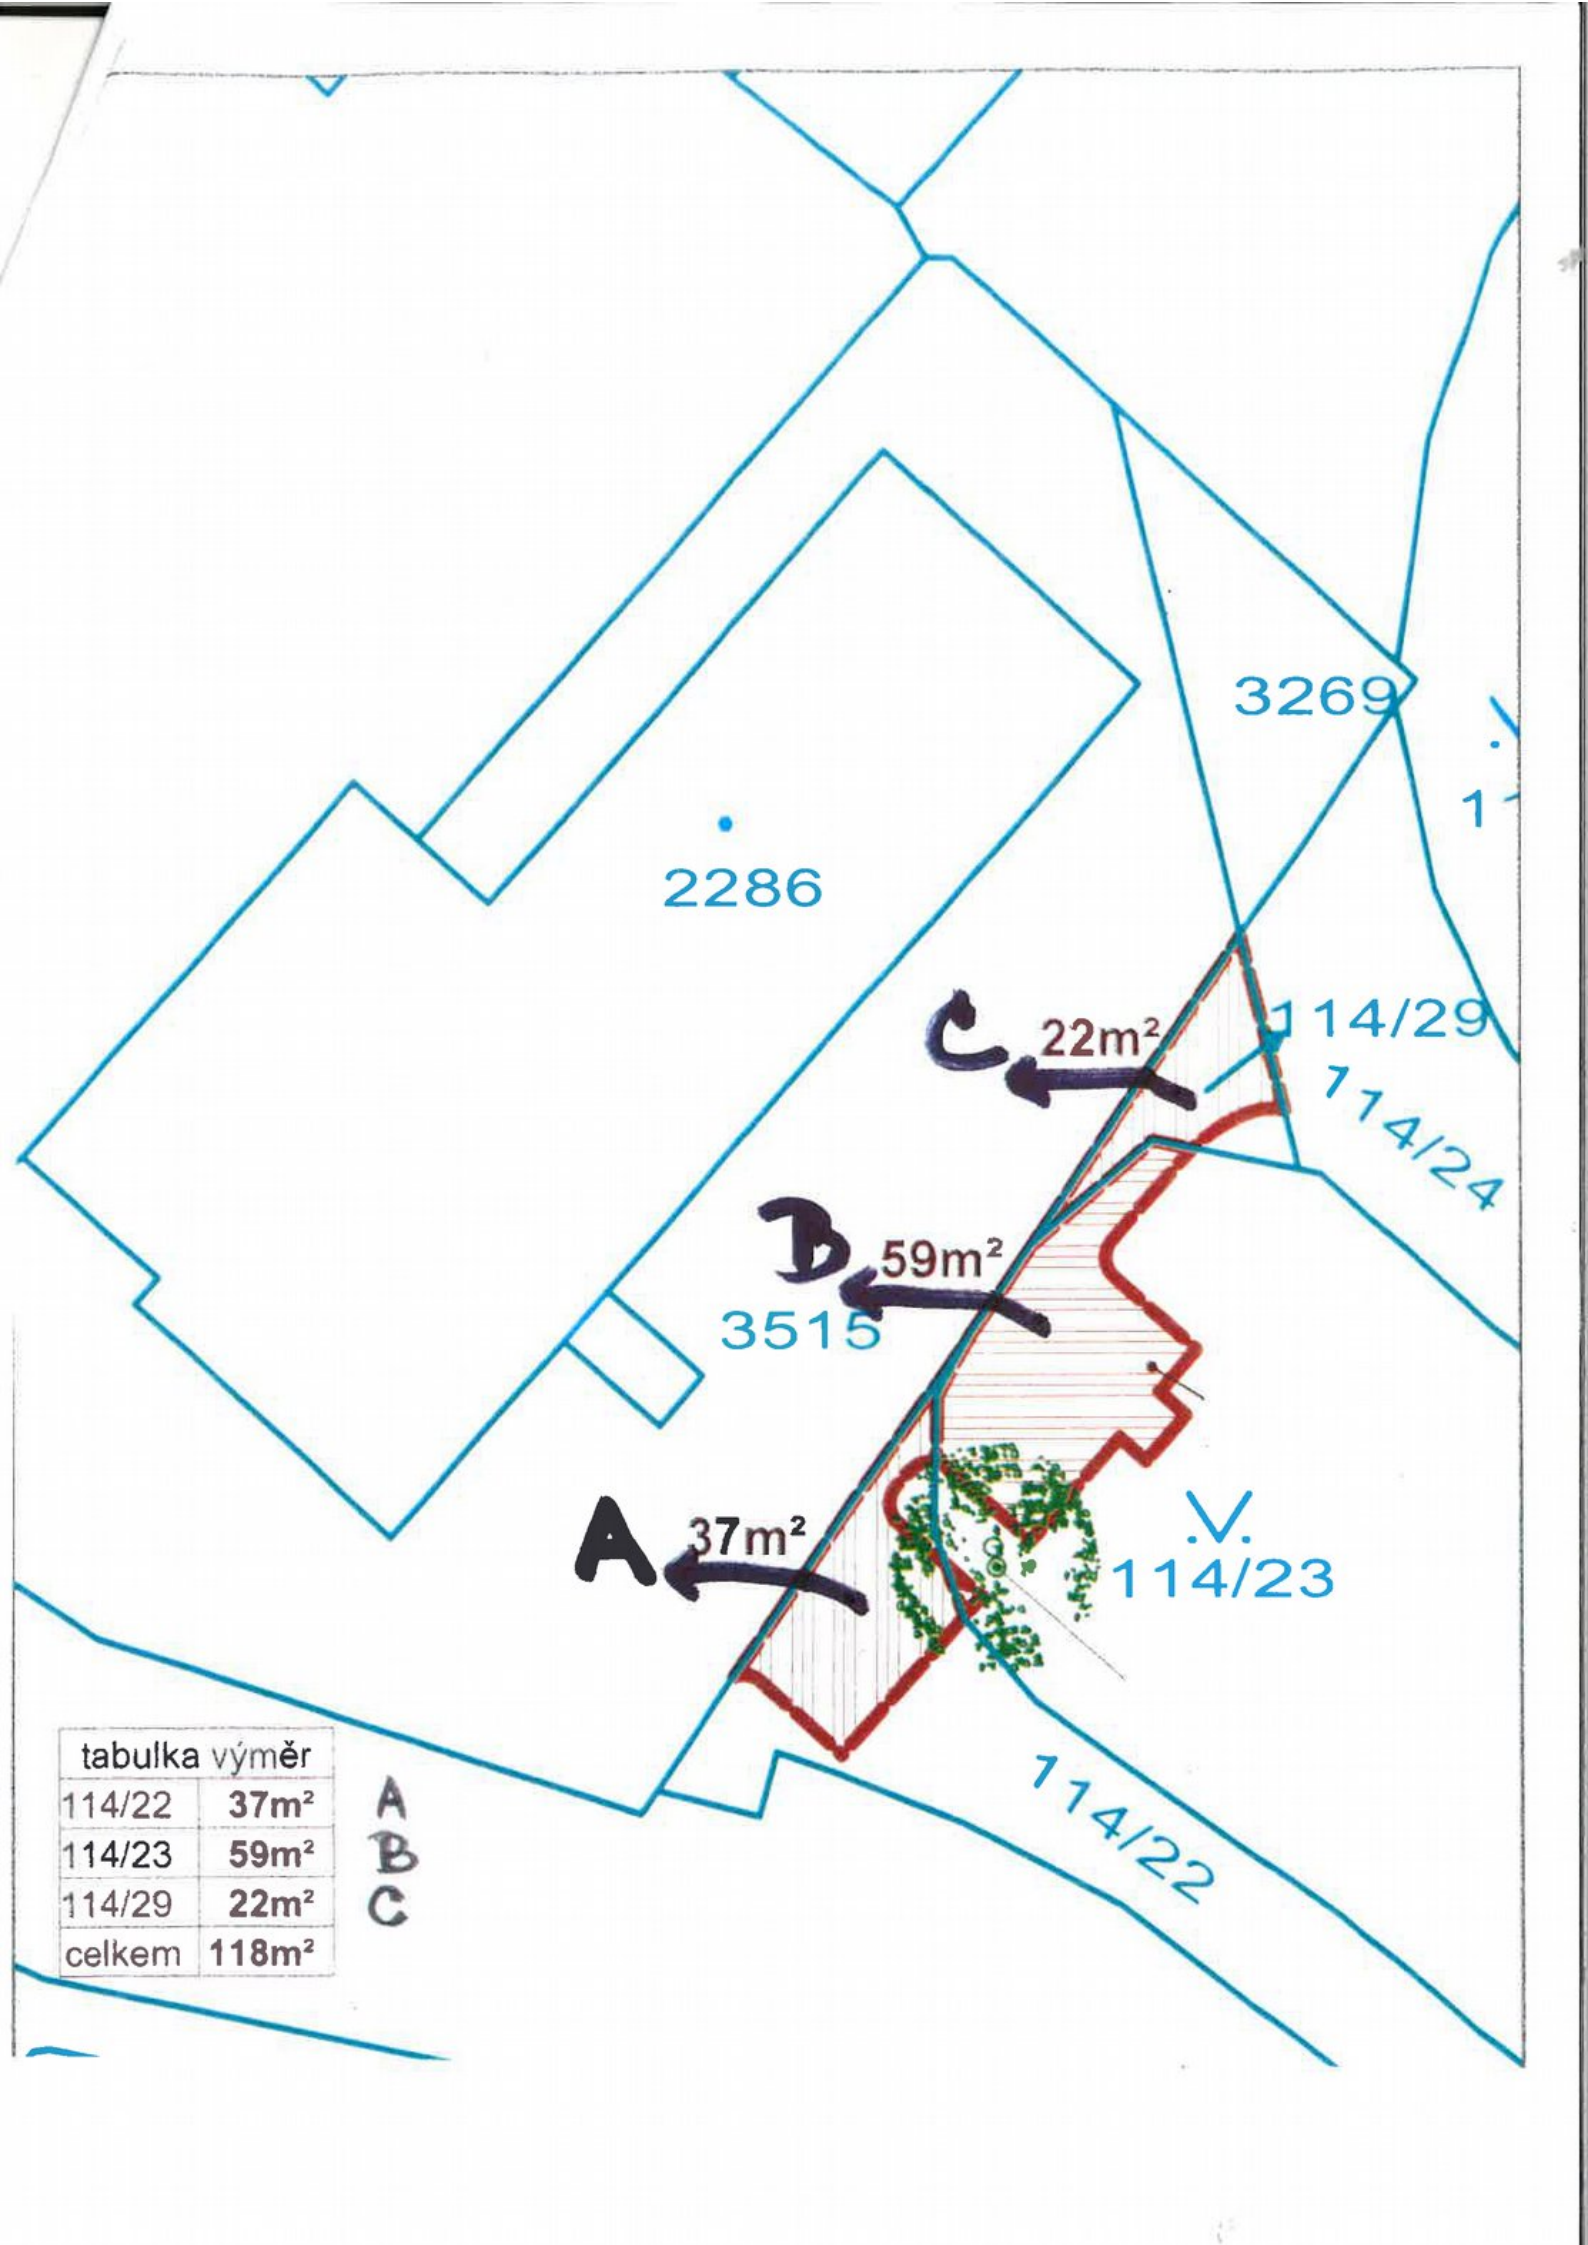 3269
1
2286
114/29
C 22m²
114/24
B 59m²
3515
A 37m²
114/23
114/22
tabulka výměr
114/22 37m² A
114/23 59m² B
114/29 22m² C
celkem 118m²